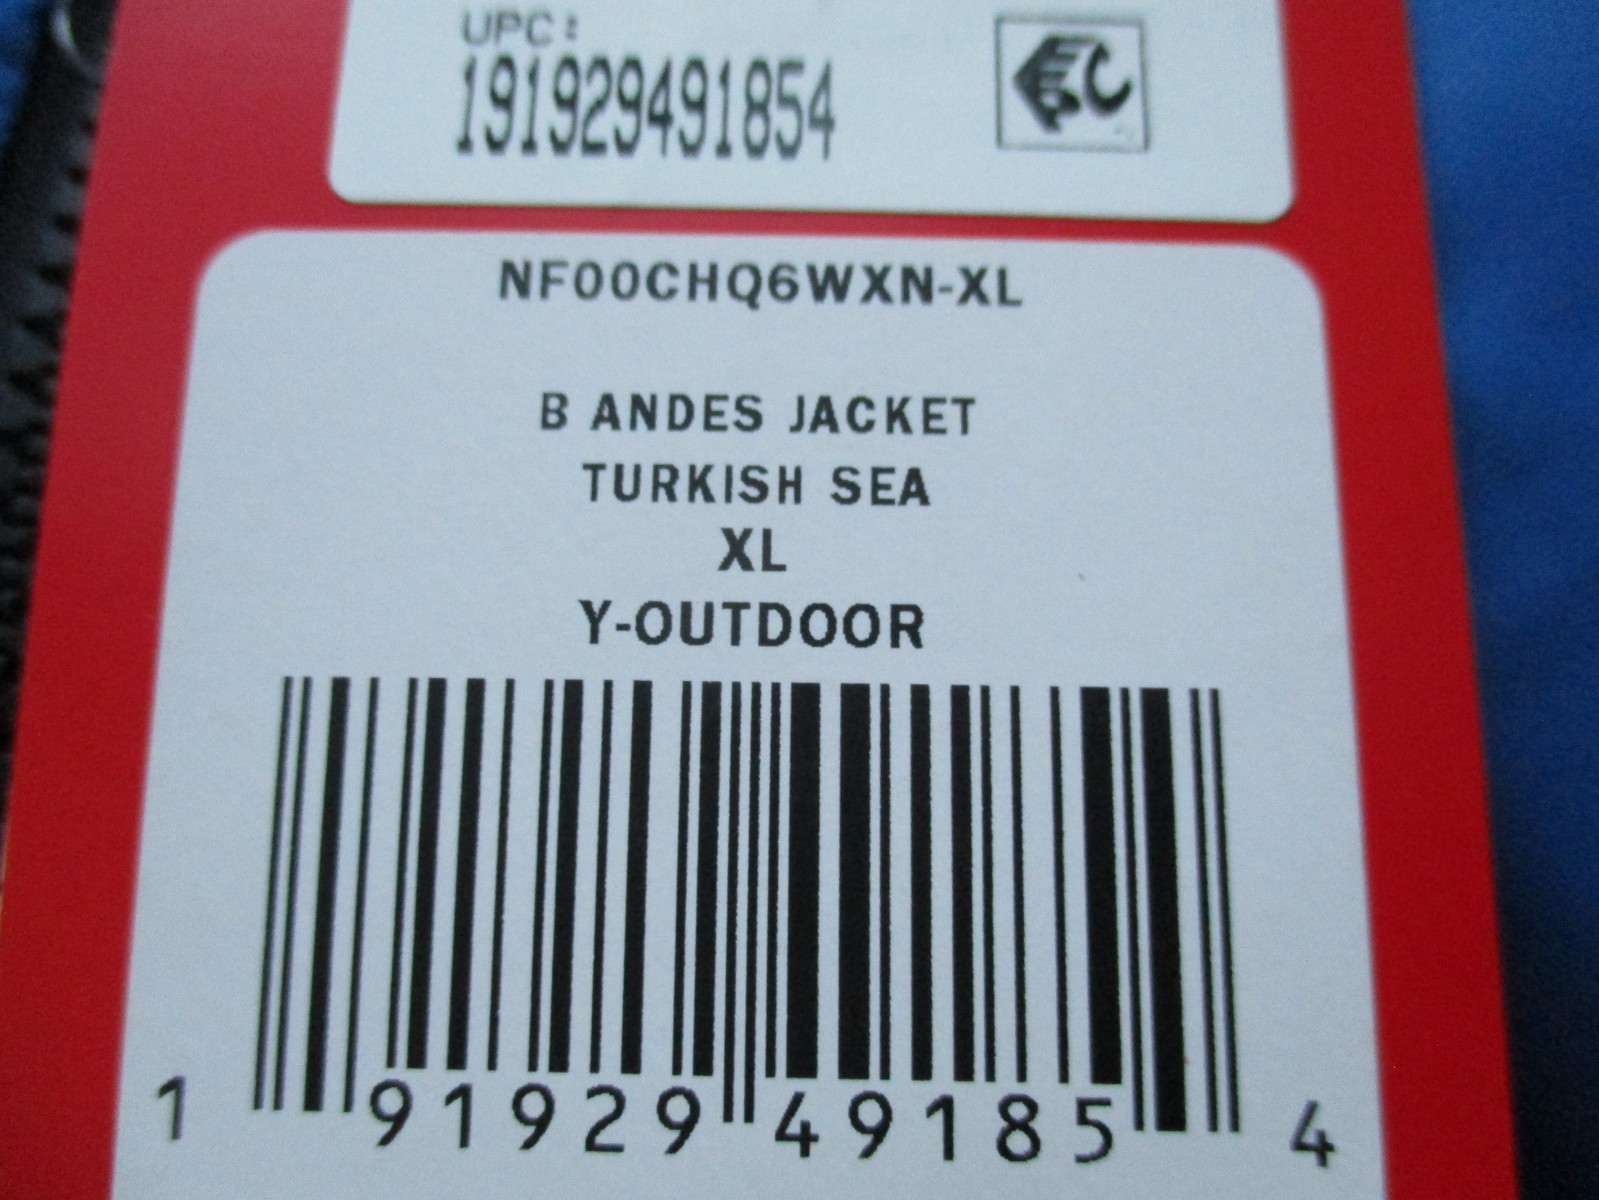 UPC:
191929491854
NF00CHQ6WXN-XL
B ANDES JACKET
TURKISH SEA
XL
Y-OUTDOOR
1 91929 49185 4